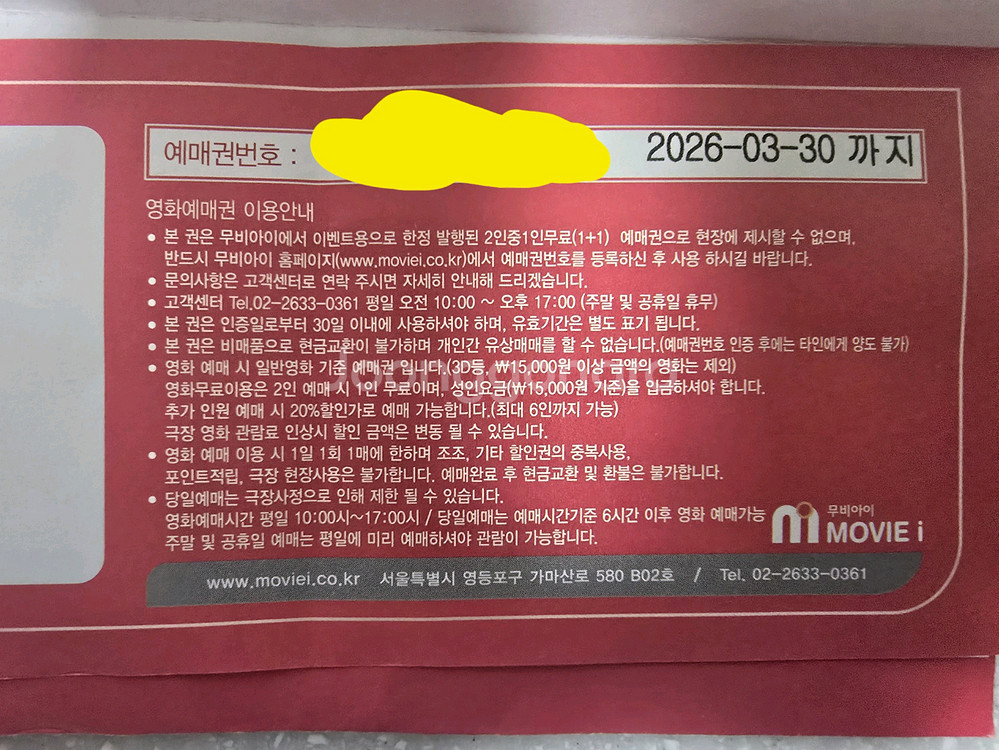 예매권번호 :
2026-03-30 까지
영화예매권 이용안내
• 본 권은 무비아이에서 이벤트용으로 한정 발행된 2인중1인무료(1+1) 예매권으로 현장에 제시할 수 없으며,
반드시 무비아이 홈페이지(www.moviei.co.kr)에서 예매권번호를 등록하신 후 사용 하시길 바랍니다.
• 문의사항은 고객센터로 연락 주시면 자세히 안내해 드리겠습니다.
• 고객센터 Tel.02-2633-0361 평일 오전 10:00 ~ 오후 17:00 (주말 및 공휴일 휴무)
• 본 권은 인증일로부터 30일 이내에 사용하셔야 하며, 유효기간은 별도 표기 됩니다.
• 본 권은 비매품으로 현금교환이 불가하며 개인간 유상매매를 할 수 없습니다.(예매권번호 인증 후에는 타인에게 양도 불가)
• 영화 예매 시 일반영화 기준 예매권 입니다.(3D등, ₩15,000원 이상 금액의 영화는 제외)
영화무료이용은 2인 예매 시 1인 무료이며, 성인요금(₩15,000원 기준)을 입금하셔야 합니다.
추가 인원 예매 시 20%할인가로 예매 가능합니다.(최대 6인까지 가능)
극장 영화 관람료 인상시 할인 금액은 변동 될 수 있습니다.
• 영화 예매 이용 시 1일 1회 1매에 한하며 조조, 기타 할인권의 중복사용,
포인트적립, 극장 현장사용은 불가합니다. 예매완료 후 현금교환 및 환불은 불가합니다.
• 당일예매는 극장사정으로 인해 제한 될 수 있습니다.
영화예매시간 평일 10:00시~17:00시 / 당일예매는 예매시간기준 6시간 이후 영화 예매가능
주말 및 공휴일 예매는 평일에 미리 예매하셔야 관람이 가능합니다.
무비아이
MOVIE i
www.moviei.co.kr 서울특별시 영등포구 가마산로 580 B02호 / Tel. 02-2633-0361